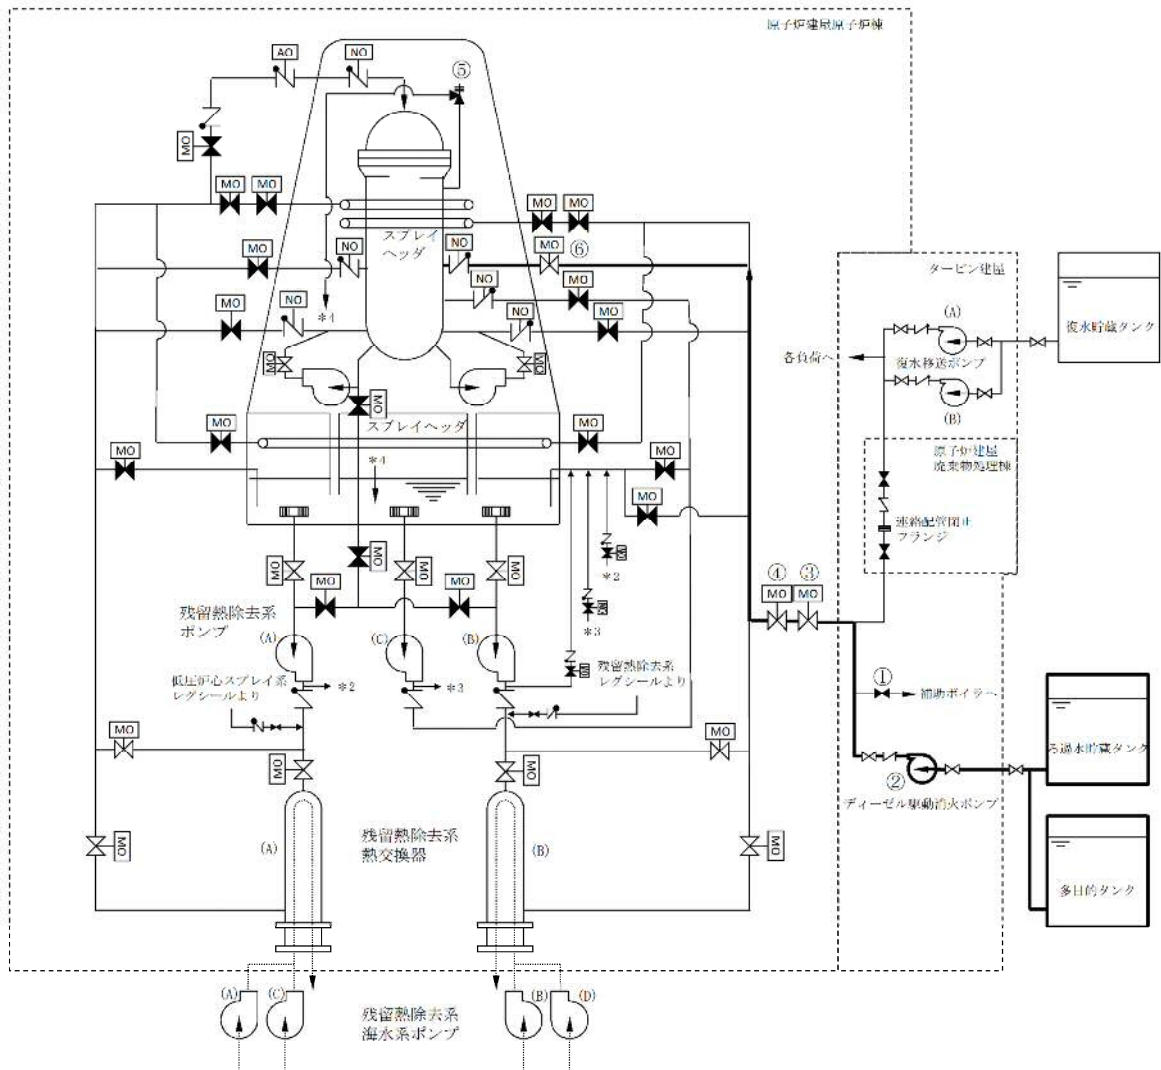 原子炉建屋原子炉棟
AO
NO
⑤
MO
MO
MO
MO
MO
スプレイ
ヘッダ
NO
MO
⑥
MO
NO
NO
MO
タービン建屋
*4
MO
NO
NO
MO
(A)
復水貯蔵タンク
各負荷へ
復水移送ポンプ
MO
MO
MO
(B)
MO
スプレイヘッダ
MO
原子炉建屋
廃棄物処理棟
MO
*4
MO
MO
連絡配管閉止
フランジ
MO
MO
MO
MO
*2
MO
MO
④
③
MO
MO
残留熱除去系
ポンプ
(A)
(C)
(B)
*3
低圧炉心スプレイ系
レグシールより
*2
*3
残留熱除去系
レグシールより
①
補助ボイラへ
MO
MO
MO
MO
ろ過水貯蔵タンク
②
ディーゼル駆動消火ポンプ
MO
(A)
残留熱除去系
熱交換器
(B)
MO
多目的タンク
(A)
(C)
残留熱除去系
海水系ポンプ
(B)
(D)